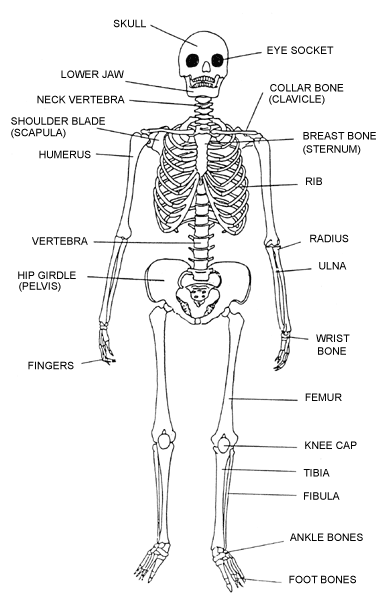 SKULL
EYE SOCKET
LOWER JAW
COLLAR BONE
(CLAVICLE)
NECK VERTEBRA
SHOULDER BLADE
(SCAPULA)
BREAST BONE
(STERNUM)
HUMERUS
RIB
VERTEBRA
RADIUS
ULNA
HIP GIRDLE
(PELVIS)
WRIST
BONE
FINGERS
FEMUR
KNEE CAP
TIBIA
FIBULA
ANKLE BONES
FOOT BONES